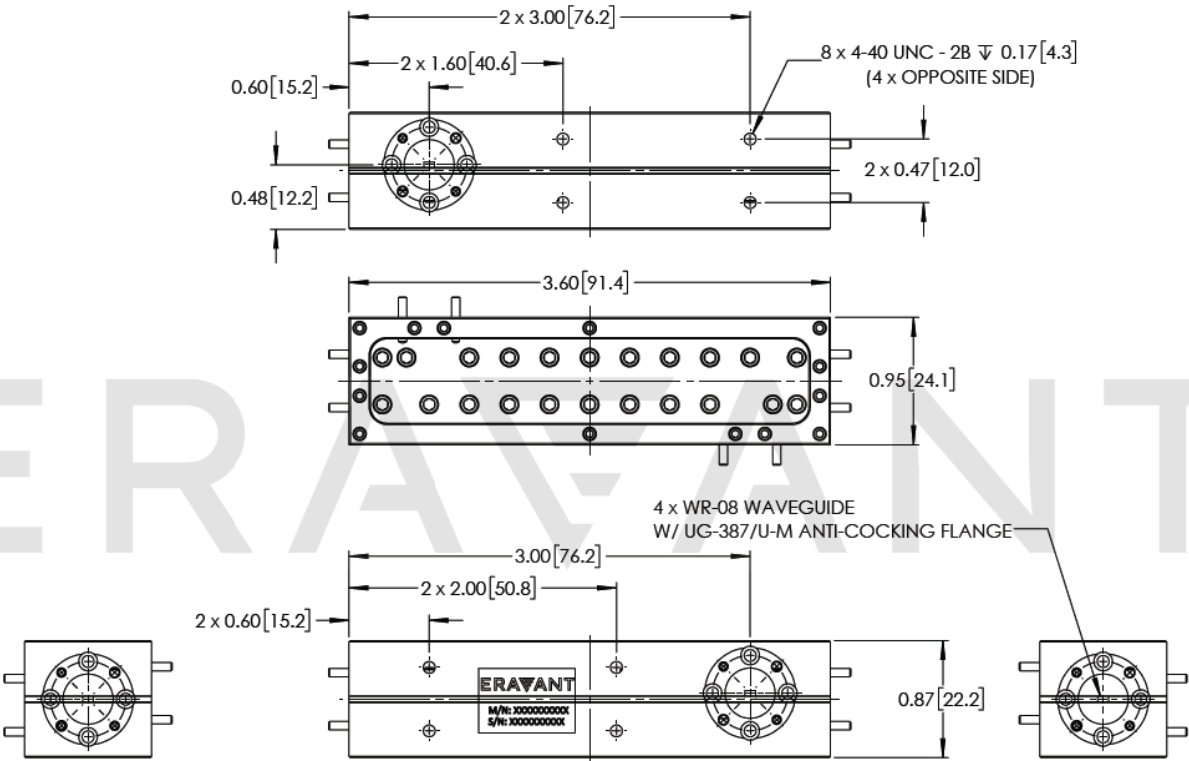 2 x 3.00[76.2]
8 x 4-40 UNC - 2B ↧ 0.17[4.3]
(4 x OPPOSITE SIDE)
2 x 1.60[40.6]
0.60[15.2]
2 x 0.47[12.0]
0.48[12.2]
3.60[91.4]
0.95[24.1]
ERAVANT
4 x WR-08 WAVEGUIDE
W/ UG-387/U-M ANTI-COCKING FLANGE
3.00[76.2]
2 x 2.00[50.8]
2 x 0.60[15.2]
ERAVANT
M/N: XXXXXXXXXX
S/N: XXXXXXXXXX
0.87[22.2]